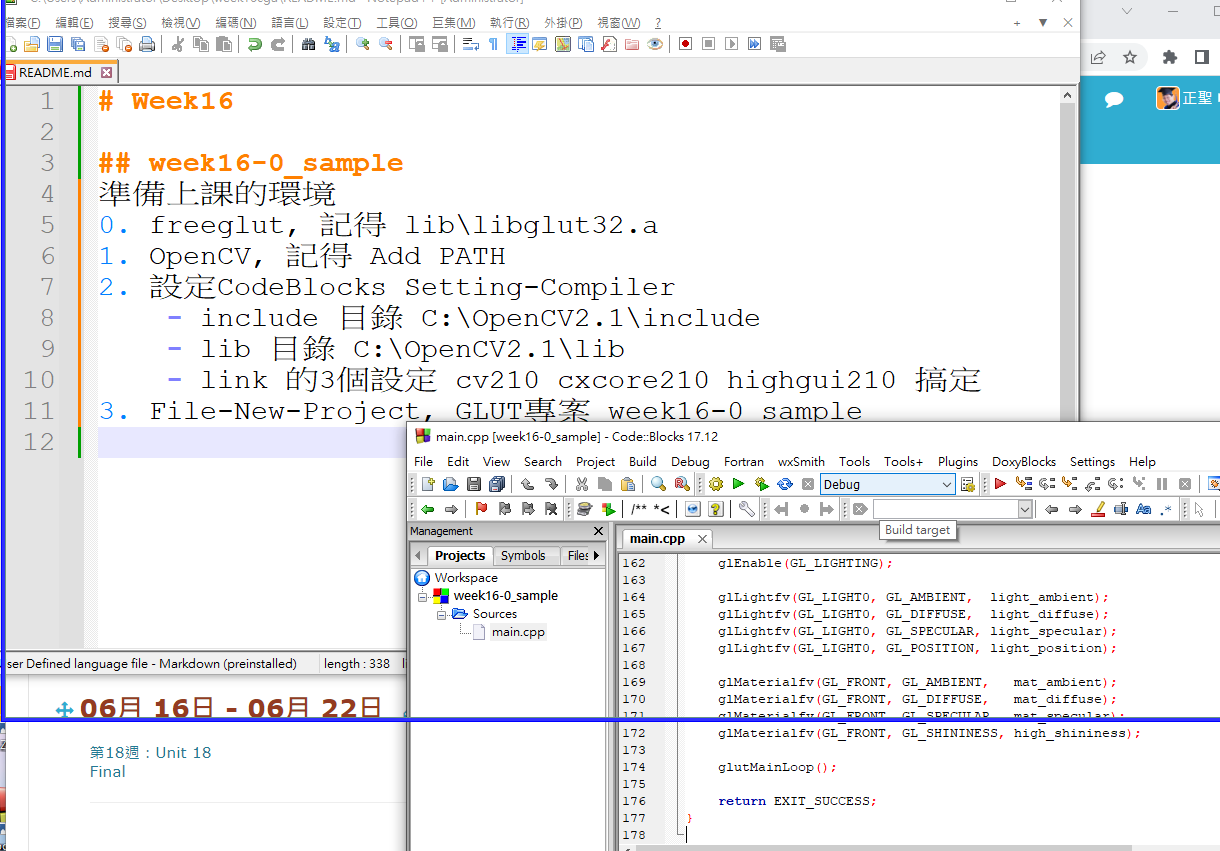 檔案(F) 編輯(E) 搜尋(S) 檢視(V) 編碼(N) 語言(L) 設定(T) 工具(O) 巨集(M) 執行(R) 外掛(P) 視窗(W) ?
README.md
1 # Week16
2
3 ## week16-0_sample
4 準備上課的環境
5 0. freeglut, 記得 lib\libglut32.a
6 1. OpenCV, 記得 Add PATH
7 2. 設定CodeBlocks Setting-Compiler
8 - include 目錄 C:\OpenCV2.1\include
9 - lib 目錄 C:\OpenCV2.1\lib
10 - link 的3個設定 cv210 cxcore210 highgui210 搞定
11 3. File-New-Project, GLUT專案 week16-0_sample
12
ser Defined language file - Markdown (preinstalled) length : 338
正聖
06月 16日 - 06月 22日
第18週：Unit 18
Final
main.cpp [week16-0_sample] - Code::Blocks 17.12
File Edit View Search Project Build Debug Fortran wxSmith Tools Tools+ Plugins DoxyBlocks Settings Help
Debug
/** *<
Build target
Management
Projects Symbols Files
Workspace
week16-0_sample
Sources
main.cpp
main.cpp
162 glEnable(GL_LIGHTING);
163
164 glLightfv(GL_LIGHT0, GL_AMBIENT, light_ambient);
165 glLightfv(GL_LIGHT0, GL_DIFFUSE, light_diffuse);
166 glLightfv(GL_LIGHT0, GL_SPECULAR, light_specular);
167 glLightfv(GL_LIGHT0, GL_POSITION, light_position);
168
169 glMaterialfv(GL_FRONT, GL_AMBIENT, mat_ambient);
170 glMaterialfv(GL_FRONT, GL_DIFFUSE, mat_diffuse);
171 glMaterialfv(GL_FRONT, GL_SPECULAR, mat_specular);
172 glMaterialfv(GL_FRONT, GL_SHININESS, high_shininess);
173
174 glutMainLoop();
175
176 return EXIT_SUCCESS;
177 }
178